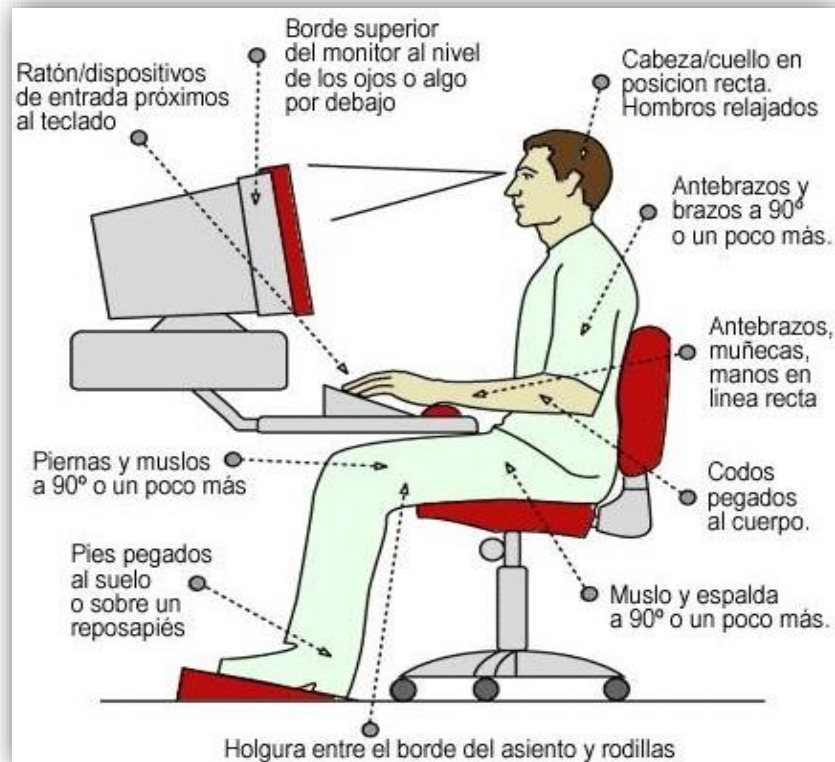 Borde superior
del monitor al nivel
de los ojos o algo
por debajo
Ratón/dispositivos
de entrada próximos
al teclado
Cabeza/cuello en
posicion recta.
Hombros relajados
Antebrazos y
brazos a 90º
o un poco más.
Antebrazos,
muñecas,
manos en
linea recta
Piernas y muslos
a 90º o un poco más
Codos
pegados
al cuerpo.
Pies pegados
al suelo
o sobre un
reposapiés
Muslo y espalda
a 90º o un poco más.
Holgura entre el borde del asiento y rodillas